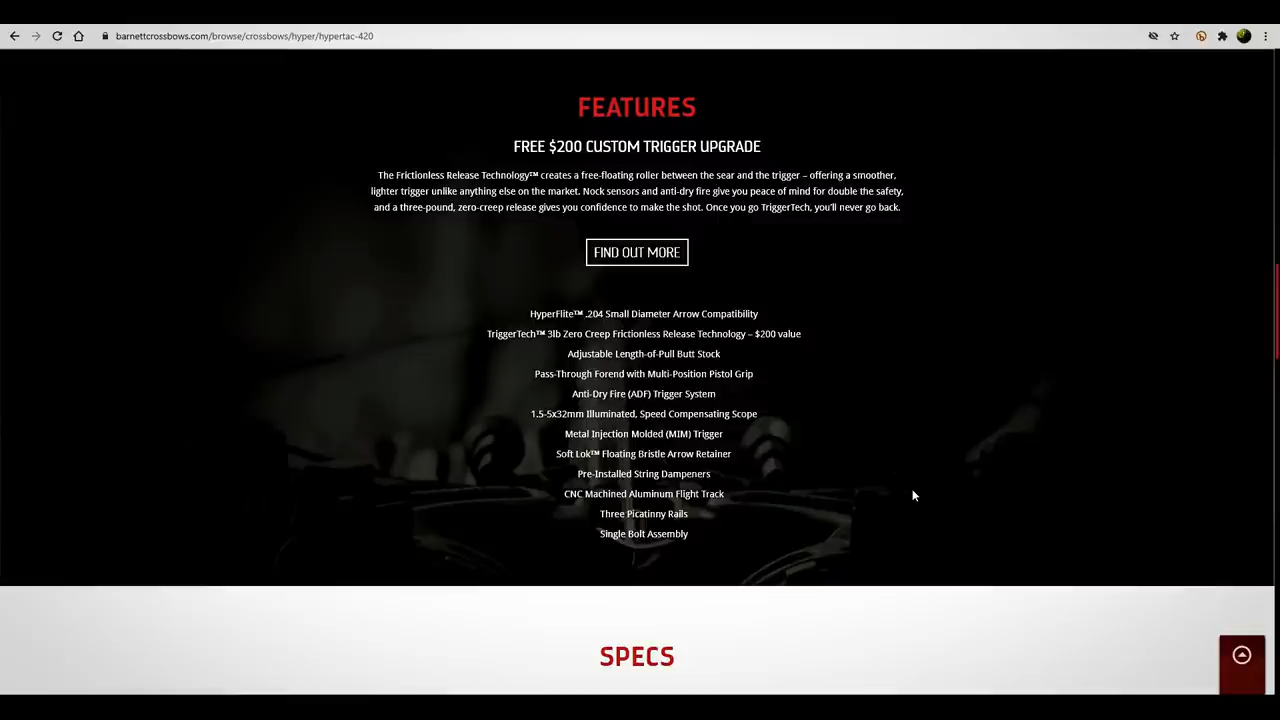 barnettcrossbows.com/browse/crossbows/hyper/hypertac-420
FEATURES
FREE $200 CUSTOM TRIGGER UPGRADE
The Frictionless Release Technology™ creates a free-floating roller between the sear and the trigger – offering a smoother,
lighter trigger unlike anything else on the market. Nock sensors and anti-dry fire give you peace of mind for double the safety,
and a three-pound, zero-creep release gives you confidence to make the shot. Once you go TriggerTech, you'll never go back.
FIND OUT MORE
HyperFlite™ .204 Small Diameter Arrow Compatibility
TriggerTech™ 3lb Zero Creep Frictionless Release Technology – $200 value
Adjustable Length-of-Pull Butt Stock
Pass-Through Forend with Multi-Position Pistol Grip
Anti-Dry Fire (ADF) Trigger System
1.5-5x32mm Illuminated, Speed Compensating Scope
Metal Injection Molded (MIM) Trigger
Soft Lok™ Floating Bristle Arrow Retainer
Pre-Installed String Dampeners
CNC Machined Aluminum Flight Track
Three Picatinny Rails
Single Bolt Assembly
SPECS